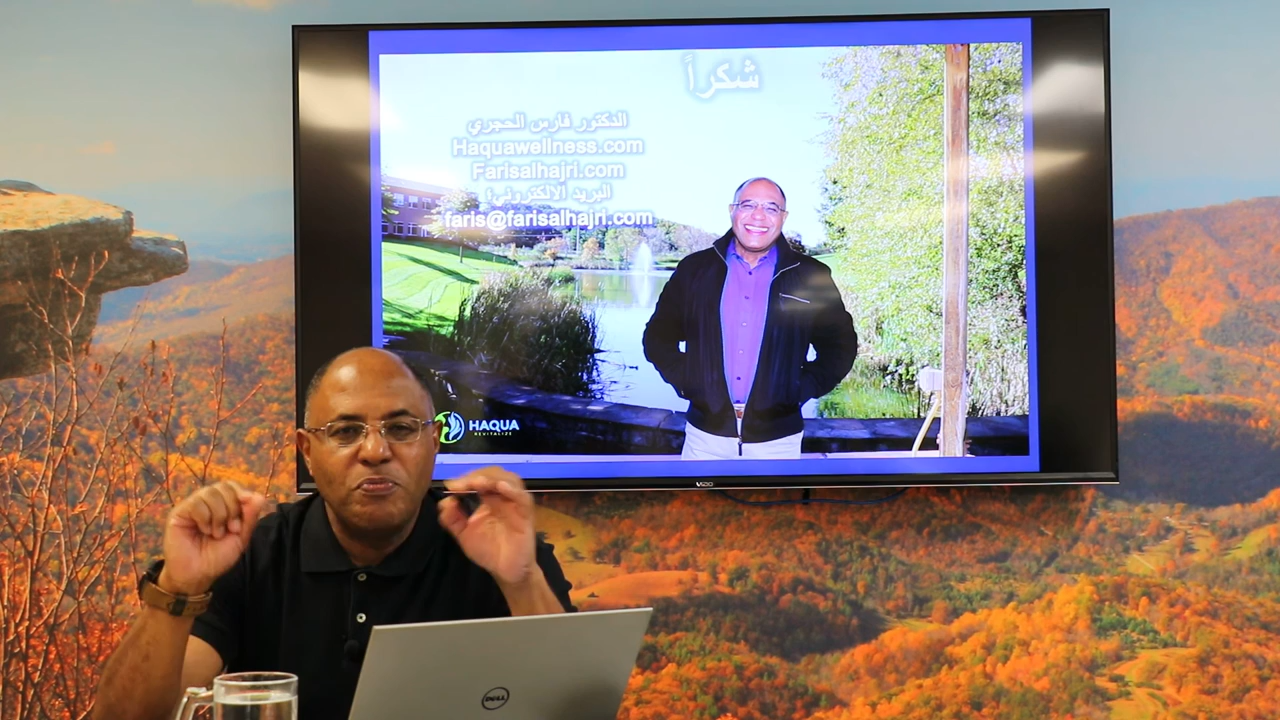 شكراً
الدكتور فارس الحجري
Haquawellness.com
Farisalhajri.com
البريد الالكتروني:
faris@farisalhajri.com
HAQUA
REVITALIZE
VIZIO
DELL